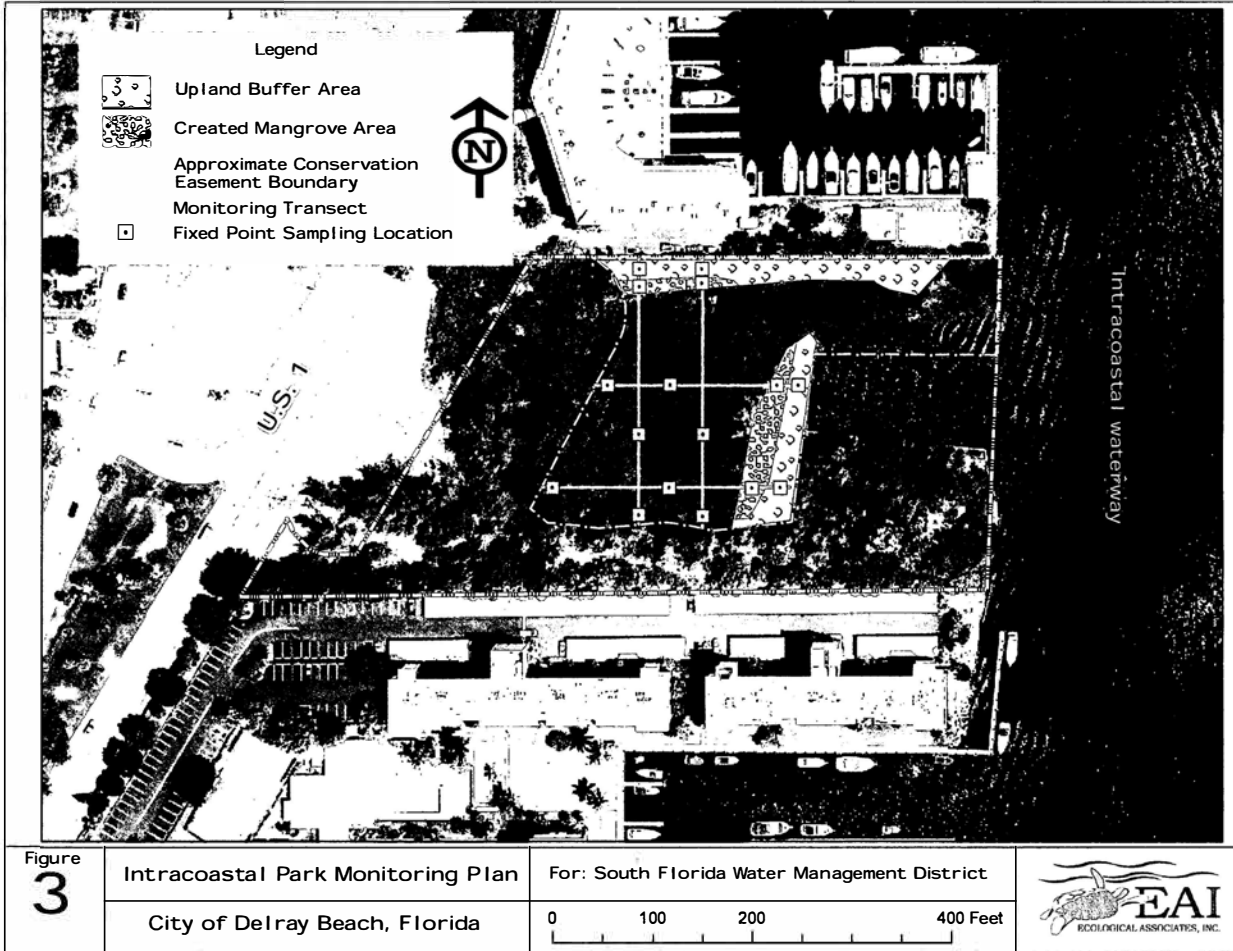 Legend
Upland Buffer Area
Created Mangrove Area
Approximate Conservation
Easement Boundary
Monitoring Transect
Fixed Point Sampling Location
N
U.S. 1
Intracoastal waterway
Figure
3
Intracoastal Park Monitoring Plan
City of Delray Beach, Florida
For: South Florida Water Management District
0 100 200 400 Feet
EAI
ECOLOGICAL ASSOCIATES, INC.